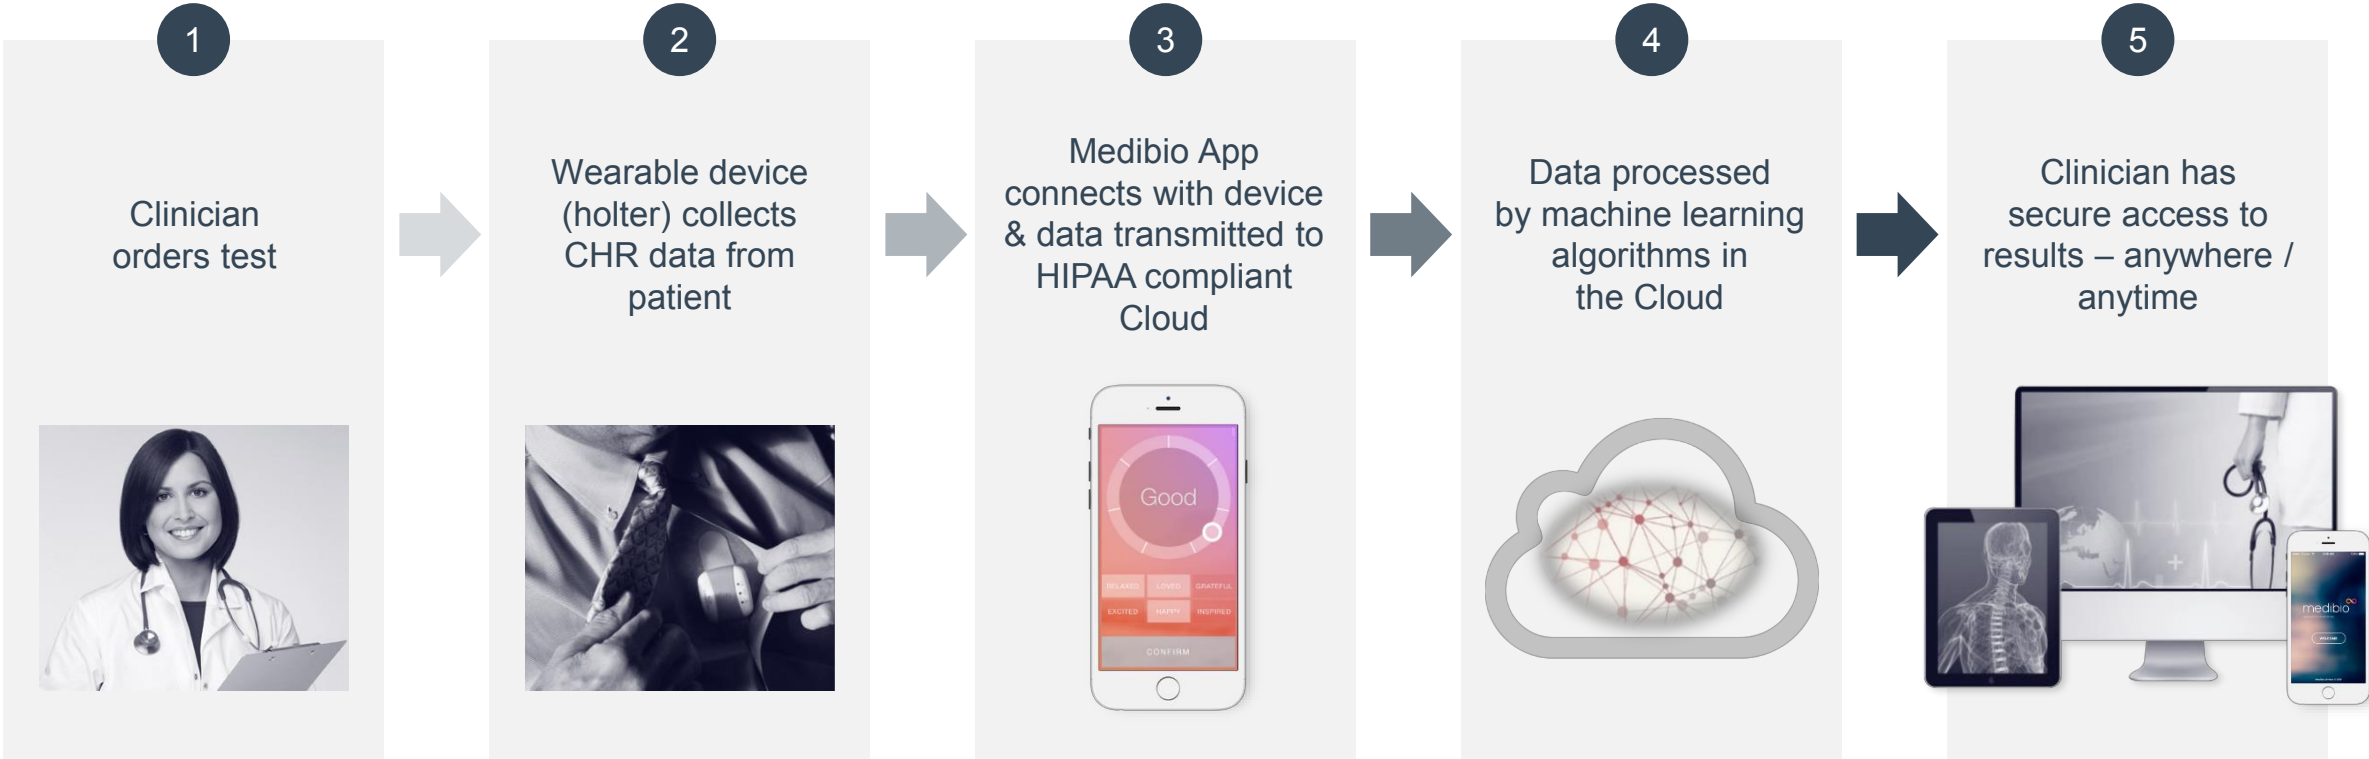 1
Clinician
orders test
2
Wearable device
(holter) collects
CHR data from
patient
3
Medibio App
connects with device
& data transmitted to
HIPAA compliant
Cloud
Good
RELAXED LOVED GRATEFUL
EXCITED HAPPY INSPIRED
CONFIRM
4
Data processed
by machine learning
algorithms in
the Cloud
5
Clinician has
secure access to
results – anywhere /
anytime
medibio